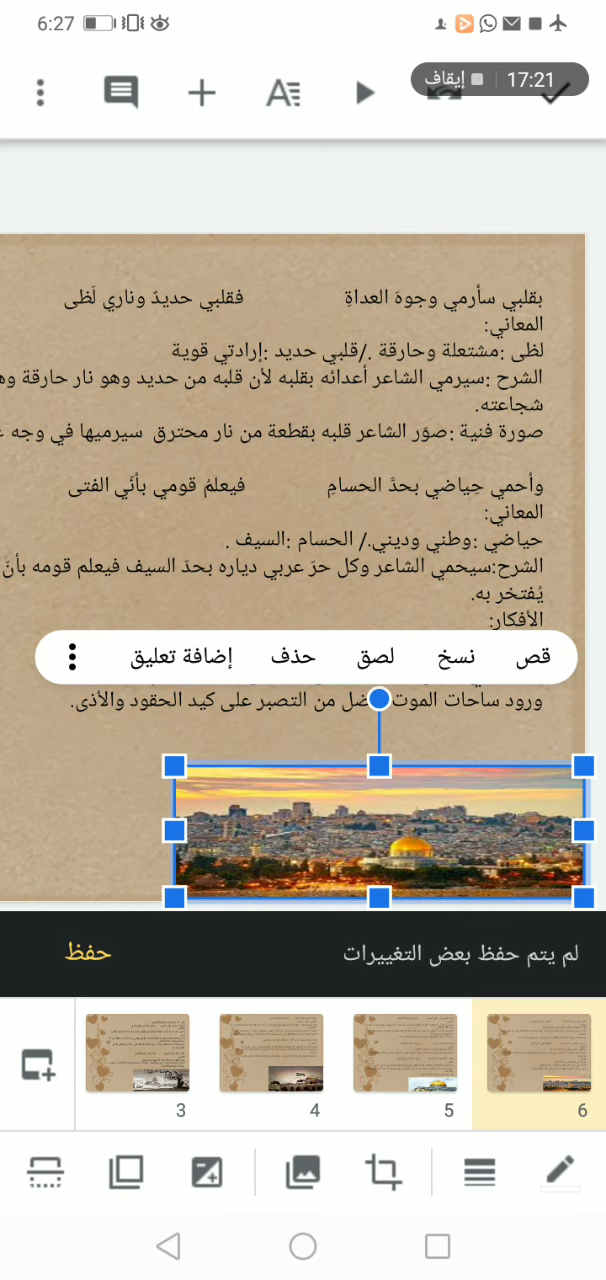 6:27
17:21 إيقاف
بقلبي سأرمي وجوهَ العداةِ فقلبي حديدٌ وناري لَظى
المعاني:
لظى :مشتعلة وحارقة ./قلبي حديد :إرادتي قوية
الشرح :سيرمي الشاعر أعدائه بقلبه لأن قلبه من حديد وهو نار حارقة
شجاعته.
صورة فنية :صوّر الشاعر قلبه بقطعة من نار محترق سيرميها في وجه
وأحمي حِياضي بحدَّ الحسامِ فيعلمُ قومي بأنّي الفتى
المعاني:
حياضي :وطني وديني./ الحسام :السيف .
الشرح:سيحمي الشاعر وكل حرّ عربي دياره بحدّ السيف فيعلم قومه بأنّ
يُفتخر به.
الأفكار:
قص نسخ لصق حذف إضافة تعليق
ورود ساحات الموت من التصبر على كيد الحقود والأذى.
لم يتم حفظ بعض التغييرات حفظ
6 5 4 3